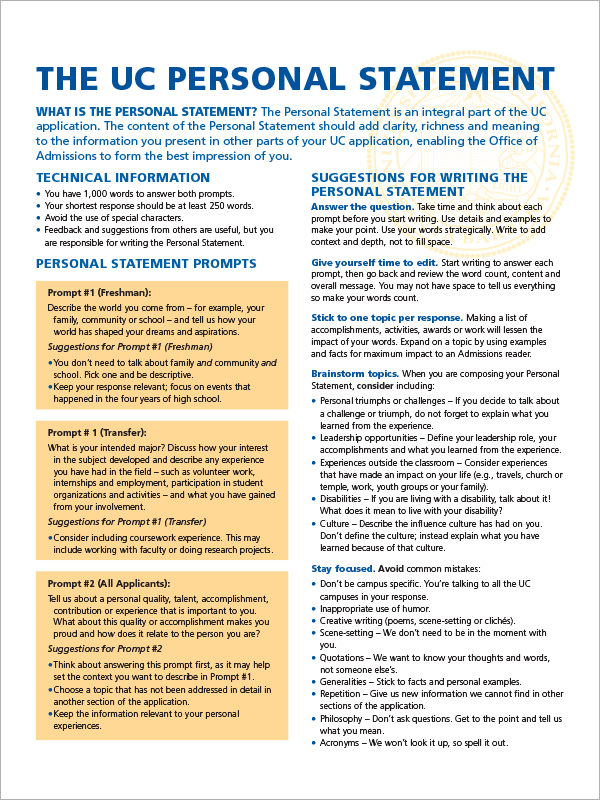 THE UC PERSONAL STATEMENT
WHAT IS THE PERSONAL STATEMENT? The Personal Statement is an integral part of the UC
application. The content of the Personal Statement should add clarity, richness and meaning
to the information you present in other parts of your UC application, enabling the Office of
Admissions to form the best impression of you.
TECHNICAL INFORMATION
• You have 1,000 words to answer both prompts.
• Your shortest response should be at least 250 words.
• Avoid the use of special characters.
• Feedback and suggestions from others are useful, but you
are responsible for writing the Personal Statement.
PERSONAL STATEMENT PROMPTS
Prompt #1 (Freshman):
Describe the world you come from – for example, your
family, community or school – and tell us how your
world has shaped your dreams and aspirations.
Suggestions for Prompt #1 (Freshman)
•You don't need to talk about family and community and
school. Pick one and be descriptive.
•Keep your response relevant; focus on events that
happened in the four years of high school.
Prompt # 1 (Transfer):
What is your intended major? Discuss how your interest
in the subject developed and describe any experience
you have had in the field – such as volunteer work,
internships and employment, participation in student
organizations and activities – and what you have gained
from your involvement.
Suggestions for Prompt #1 (Transfer)
•Consider including coursework experience. This may
include working with faculty or doing research projects.
Prompt #2 (All Applicants):
Tell us about a personal quality, talent, accomplishment,
contribution or experience that is important to you.
What about this quality or accomplishment makes you
proud and how does it relate to the person you are?
Suggestions for Prompt #2
•Think about answering this prompt first, as it may help
set the context you want to describe in Prompt #1.
•Choose a topic that has not been addressed in detail in
another section of the application.
•Keep the information relevant to your personal
experiences.
SUGGESTIONS FOR WRITING THE
PERSONAL STATEMENT
Answer the question. Take time and think about each
prompt before you start writing. Use details and examples to
make your point. Use your words strategically. Write to add
context and depth, not to fill space.
Give yourself time to edit. Start writing to answer each
prompt, then go back and review the word count, content and
overall message. You may not have space to tell us everything
so make your words count.
Stick to one topic per response. Making a list of
accomplishments, activities, awards or work will lessen the
impact of your words. Expand on a topic by using examples
and facts for maximum impact to an Admissions reader.
Brainstorm topics. When you are composing your Personal
Statement, consider including:
• Personal triumphs or challenges – If you decide to talk about
a challenge or triumph, do not forget to explain what you
learned from the experience.
• Leadership opportunities – Define your leadership role, your
accomplishments and what you learned from the experience.
• Experiences outside the classroom – Consider experiences
that have made an impact on your life (e.g., travels, church or
temple, work, youth groups or your family).
• Disabilities – If you are living with a disability, talk about it!
What does it mean to live with your disability?
• Culture – Describe the influence culture has had on you.
Don't define the culture; instead explain what you have
learned because of that culture.
Stay focused. Avoid common mistakes:
• Don't be campus specific. You're talking to all the UC
campuses in your response.
• Inappropriate use of humor.
• Creative writing (poems, scene-setting or clichés).
• Scene-setting – We don't need to be in the moment with
you.
• Quotations – We want to know your thoughts and words,
not someone else's.
• Generalities – Stick to facts and personal examples.
• Repetition – Give us new information we cannot find in other
sections of the application.
• Philosophy – Don't ask questions. Get to the point and tell us
what you mean.
• Acronyms – We won't look it up, so spell it out.